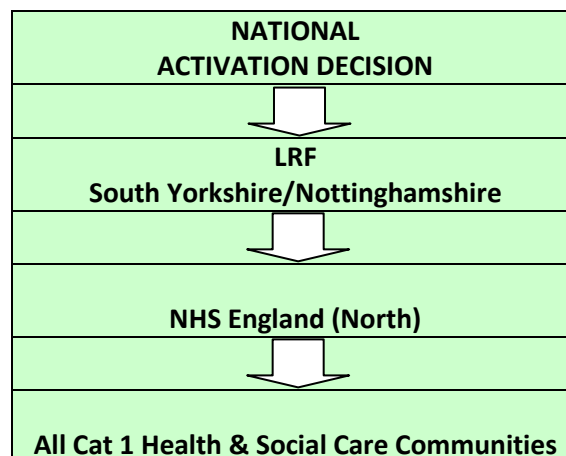 NATIONAL
ACTIVATION DECISION
LRF
South Yorkshire/Nottinghamshire
NHS England (North)
All Cat 1 Health & Social Care Communities